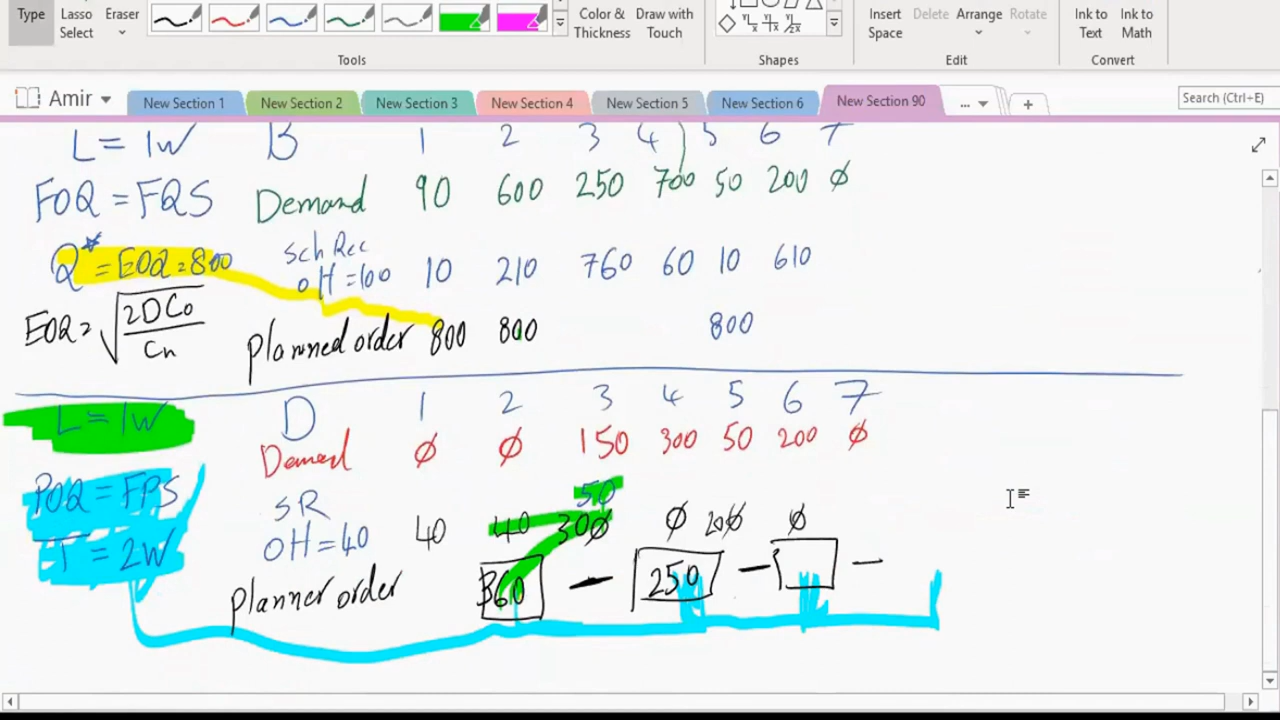 Type Lasso Select Eraser Color & Thickness Draw with Touch Insert Space Delete Arrange Rotate Ink to Text Ink to Math
Tools Shapes Edit Convert
Amir New Section 1 New Section 2 New Section 3 New Section 4 New Section 5 New Section 6 New Section 90 ... + Search (Ctrl+E)
L = 1W B 1 2 3 4 5 6 7
FOQ = FQS Demand 90 600 250 700 50 200 Ø
Q* = EOQ = 800 Sch Rec
OH = 100 10 210 760 60 10 610
EOQ = √2DCo/Cn planned order 800 800 800
L = 1W D 1 2 3 4 5 6 7
Demand Ø Ø 150 300 50 200 Ø
POQ = FPS SR 50
T = 2W OH = 40 40 40 300 Ø 200 Ø
planner order 360 – 250 – –